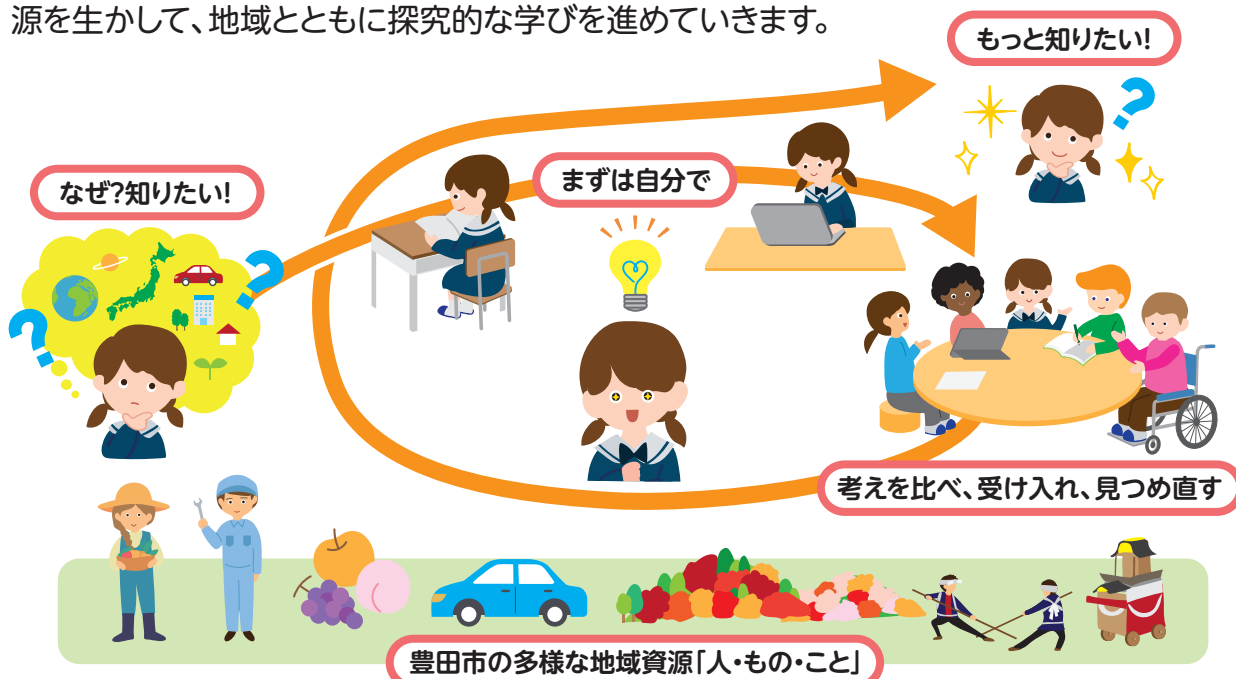 源を生かして、地域とともに探究的な学びを進めていきます。
もっと知りたい!
まずは自分で
なぜ?知りたい!
考えを比べ、受け入れ、見つめ直す
豊田市の多様な地域資源「人・もの・こと」